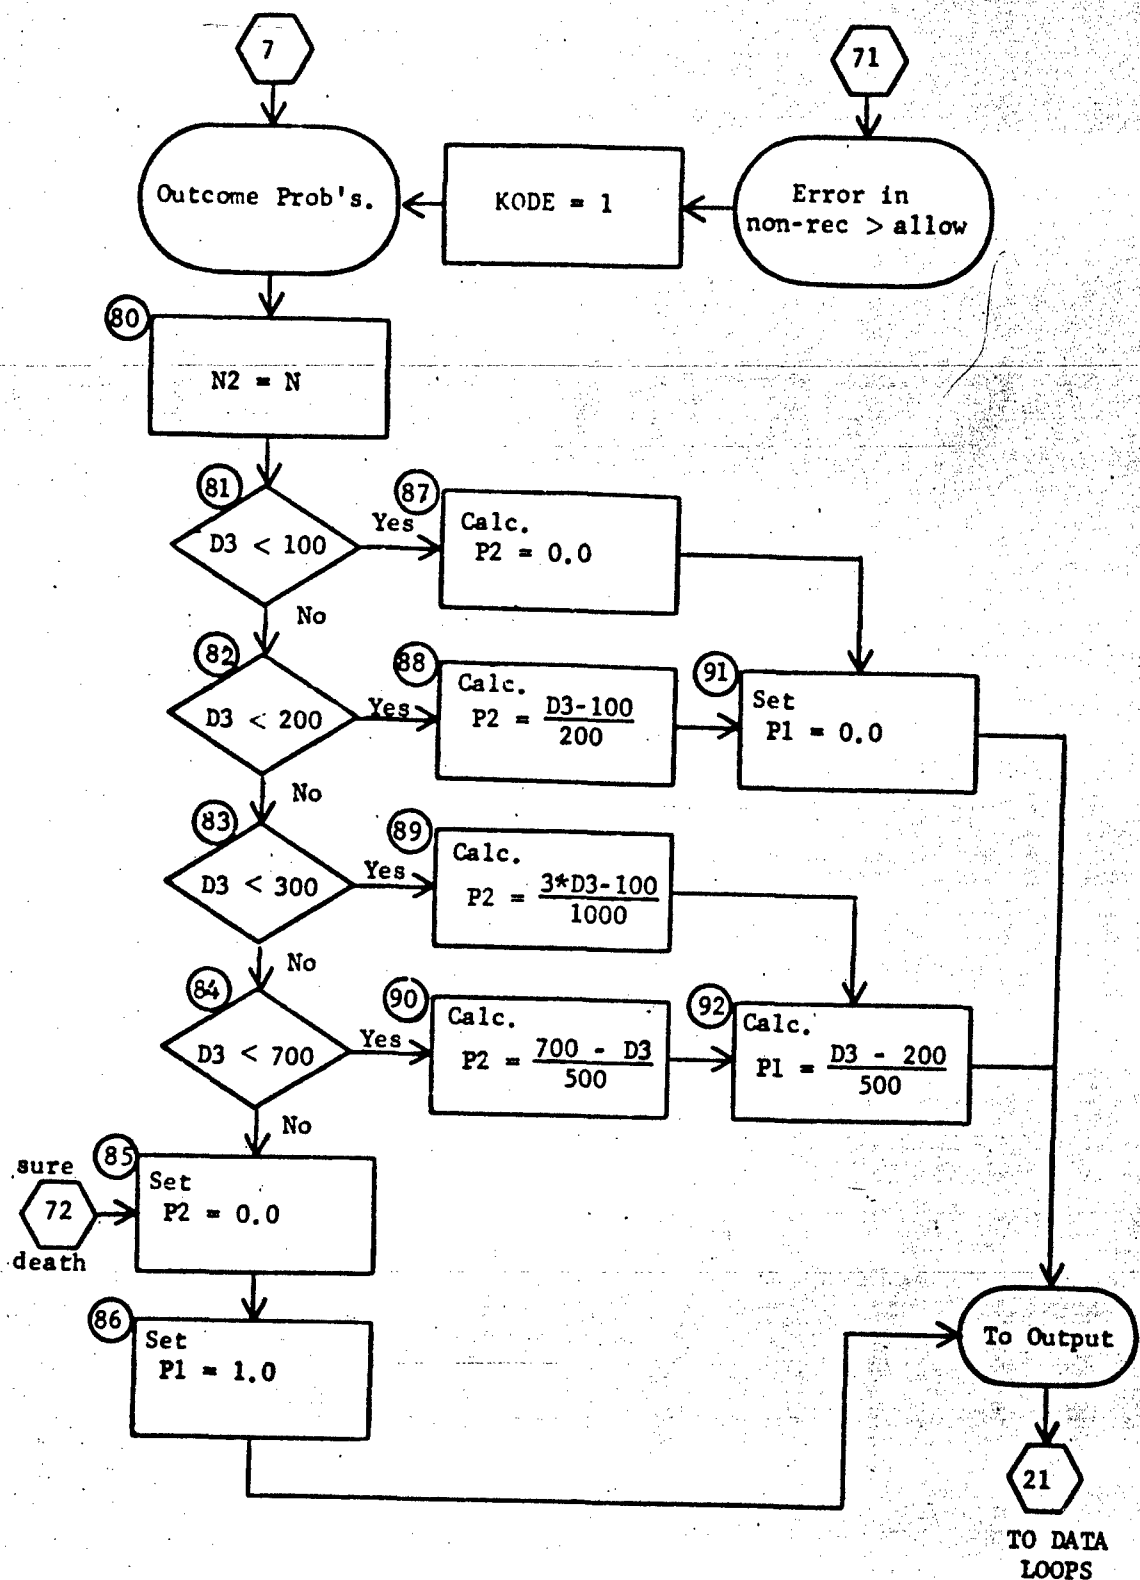 7
71
Outcome Prob's.
KODE = 1
Error in
non-rec > allow
80
N2 = N
81
D3 < 100
Yes
No
87
Calc.
P2 = 0.0
82
D3 < 200
Yes
No
88
Calc.
P2 = D3-100
200
91
Set
P1 = 0.0
83
D3 < 300
Yes
No
89
Calc.
P2 = 3*D3-100
1000
84
D3 < 700
Yes
No
90
Calc.
P2 = 700 - D3
500
92
Calc.
P1 = D3 - 200
500
sure
72
death
85
Set
P2 = 0.0
86
Set
P1 = 1.0
To Output
21
TO DATA
LOOPS